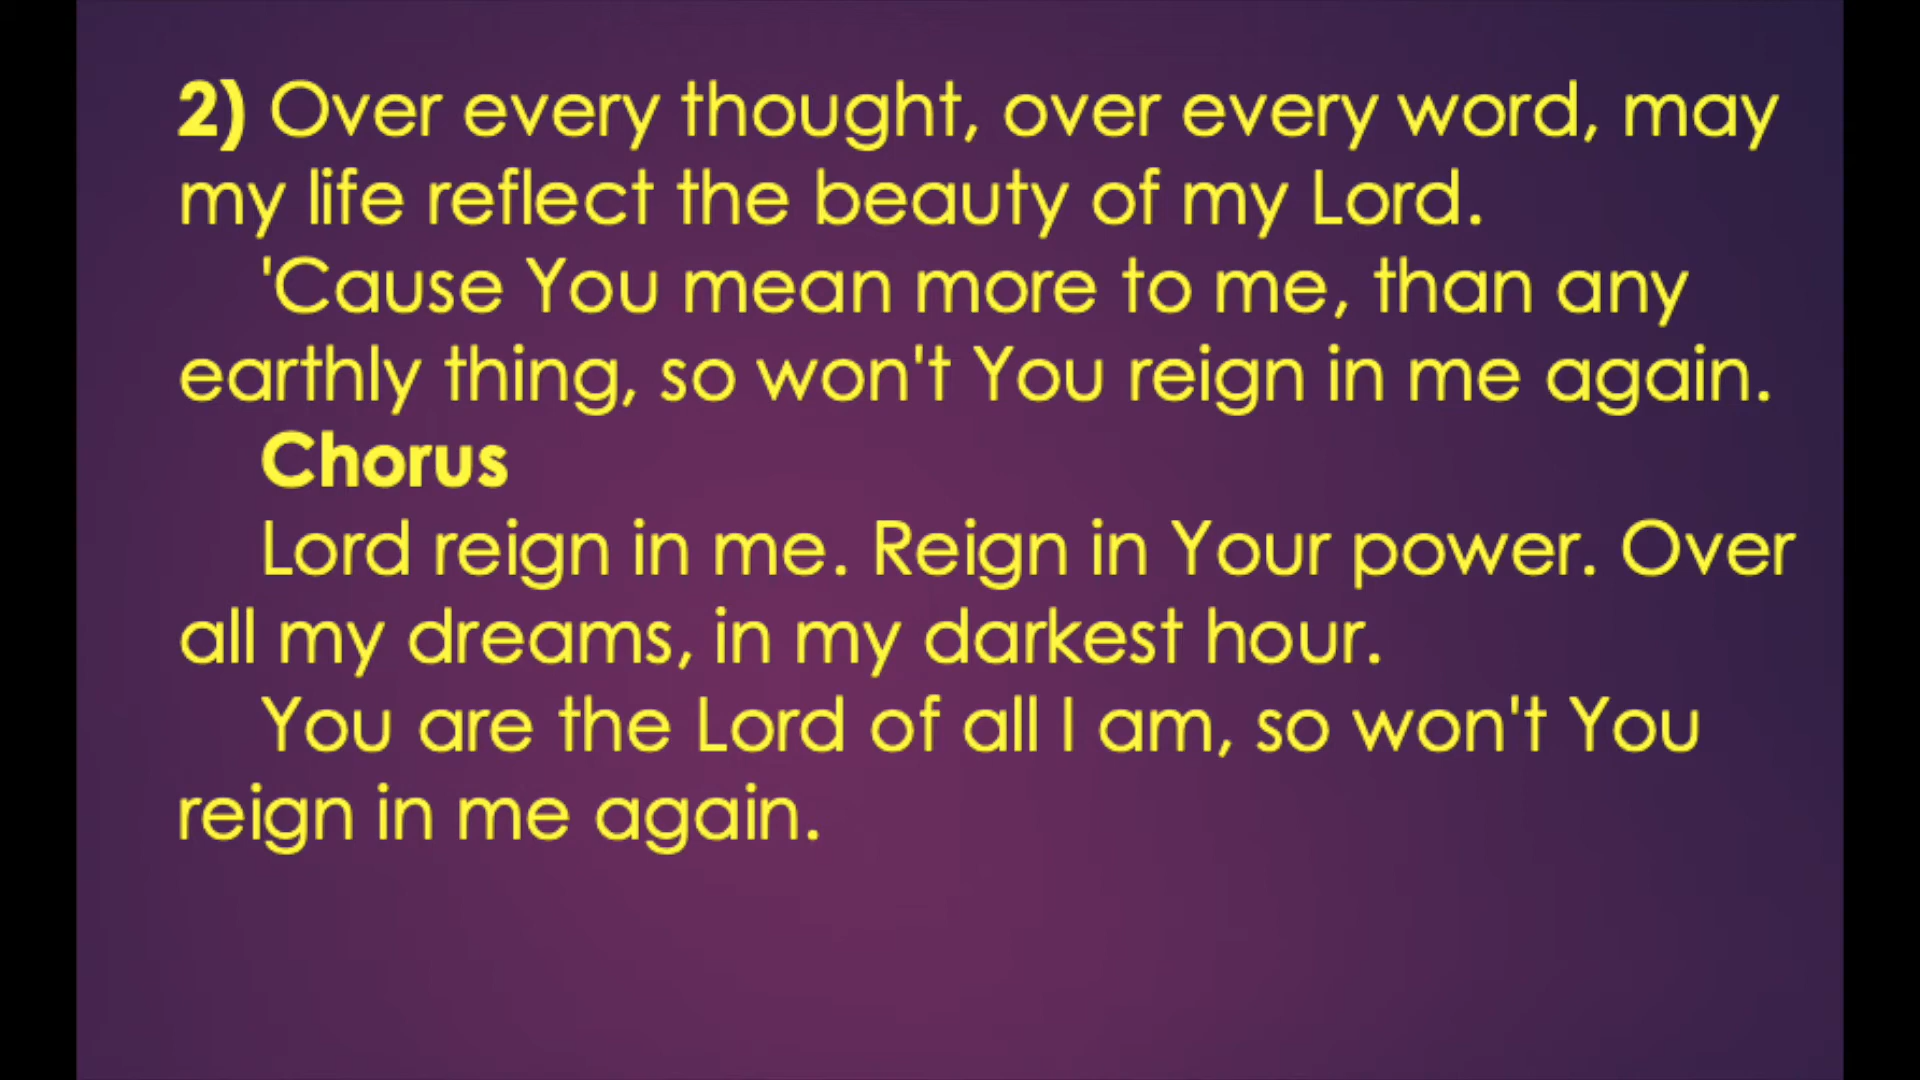 2) Over every thought, over every word, may
my life reflect the beauty of my Lord.
'Cause You mean more to me, than any
earthly thing, so won't You reign in me again.
Chorus
Lord reign in me. Reign in Your power. Over
all my dreams, in my darkest hour.
You are the Lord of all I am, so won't You
reign in me again.